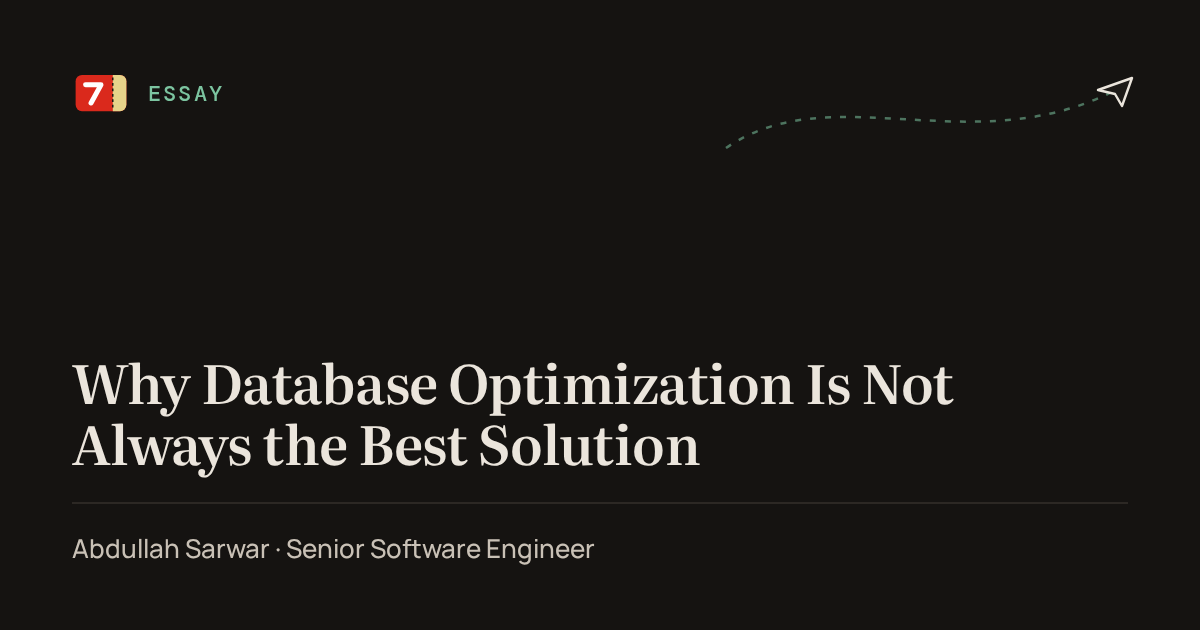 7 ESSAY
Why Database Optimization Is Not
Always the Best Solution
Abdullah Sarwar · Senior Software Engineer